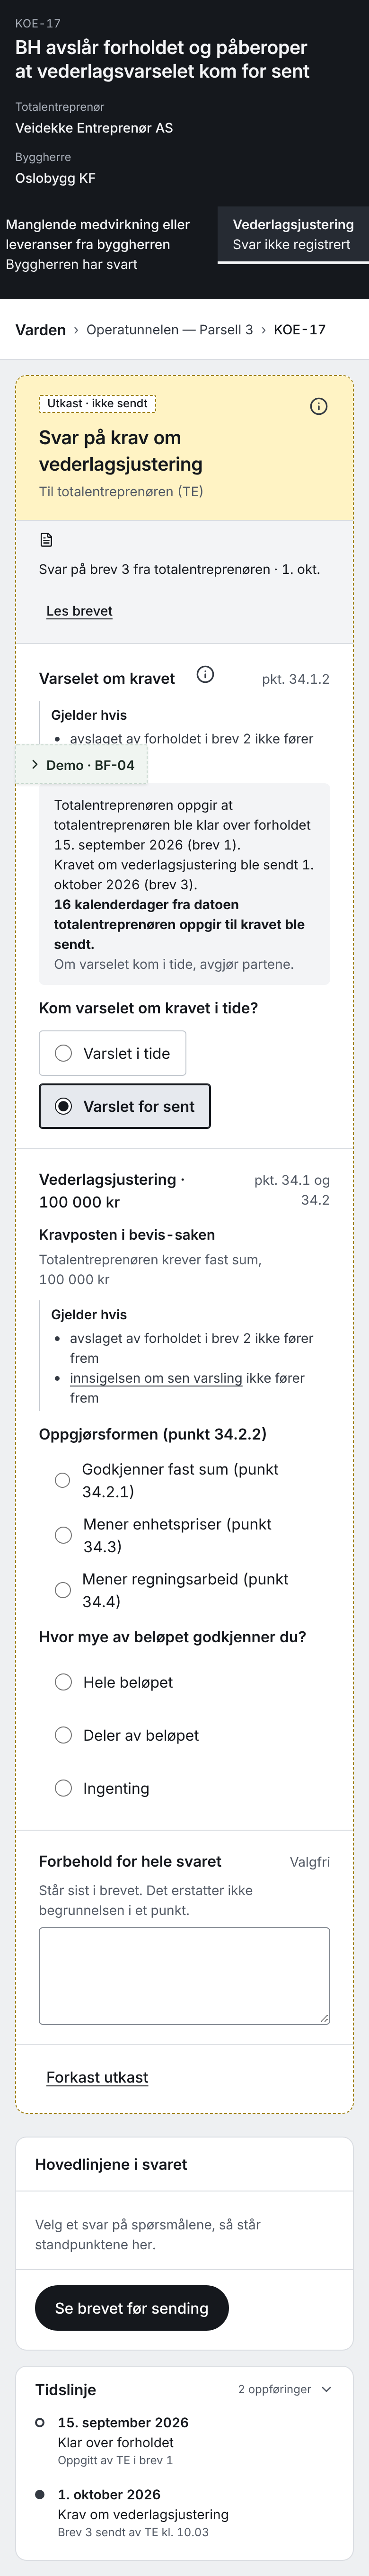 KOE-17
BH avslår forholdet og påberoper
at vederlagsvarselet kom for sent
Totalentreprenør
Veidekke Entreprenør AS
Byggherre
Oslobygg KF
Manglende medvirkning eller
leveranser fra byggherren
Byggherren har svart
Vederlagsjustering
Svar ikke registrert
Varden › Operatunnelen — Parsell 3 › KOE-17
Utkast · ikke sendt
Svar på krav om
vederlagsjustering
Til totalentreprenøren (TE)
Svar på brev 3 fra totalentreprenøren · 1. okt.
Les brevet
Varselet om kravet
pkt. 34.1.2
Gjelder hvis
• avslaget av forholdet i brev 2 ikke fører
Demo · BF-04
Totalentreprenøren oppgir at
totalentreprenøren ble klar over forholdet
15. september 2026 (brev 1).
Kravet om vederlagsjustering ble sendt 1.
oktober 2026 (brev 3).
16 kalenderdager fra datoen
totalentreprenøren oppgir til kravet ble
sendt.
Om varselet kom i tide, avgjør partene.
Kom varselet om kravet i tide?
Varslet i tide
Varslet for sent
Vederlagsjustering ·
100 000 kr
pkt. 34.1 og
34.2
Kravposten i bevis-saken
Totalentreprenøren krever fast sum,
100 000 kr
Gjelder hvis
• avslaget av forholdet i brev 2 ikke fører
frem
• innsigelsen om sen varsling ikke fører
frem
Oppgjørsformen (punkt 34.2.2)
Godkjenner fast sum (punkt
34.2.1)
Mener enhetspriser (punkt
34.3)
Mener regningsarbeid (punkt
34.4)
Hvor mye av beløpet godkjenner du?
Hele beløpet
Deler av beløpet
Ingenting
Forbehold for hele svaret
Valgfri
Står sist i brevet. Det erstatter ikke
begrunnelsen i et punkt.
Forkast utkast
Hovedlinjene i svaret
Velg et svar på spørsmålene, så står
standpunktene her.
Se brevet før sending
Tidslinje
2 oppføringer
15. september 2026
Klar over forholdet
Oppgitt av TE i brev 1
1. oktober 2026
Krav om vederlagsjustering
Brev 3 sendt av TE kl. 10.03